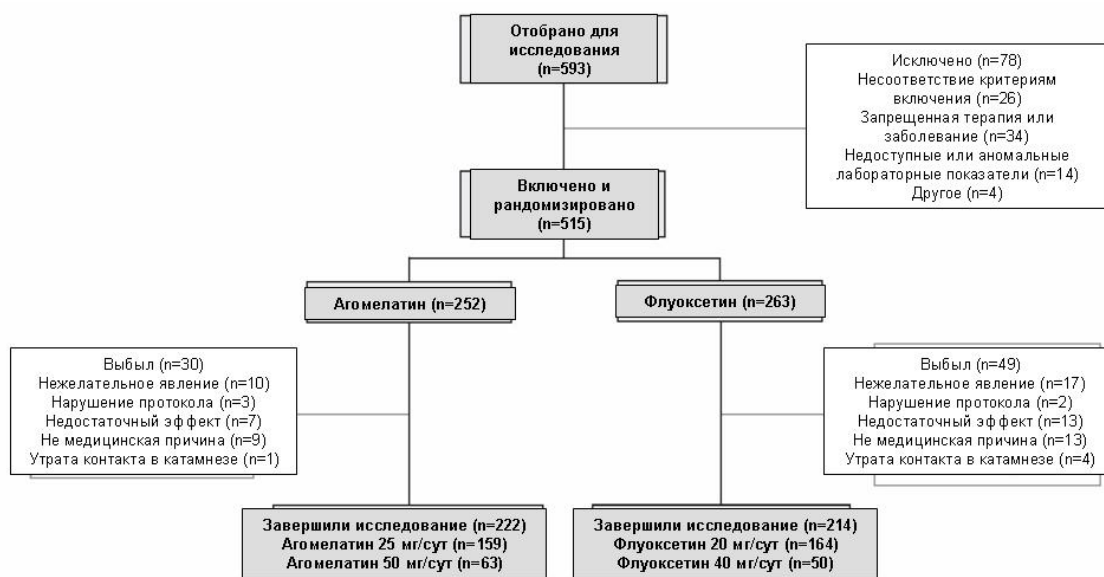 Отобрано для
исследования
(n=593)
Исключено (n=78)
Несоответствие критериям
включения (n=26)
Запрещенная терапия или
заболевание (n=34)
Недоступные или аномальные
лабораторные показатели (n=14)
Другое (n=4)
Включено и
рандомизировано
(n=515)
Агомелатин (n=252)
Флуоксетин (n=263)
Выбыл (n=30)
Нежелательное явление (n=10)
Нарушение протокола (n=3)
Недостаточный эффект (n=7)
Не медицинская причина (n=9)
Утрата контакта в катамнезе (n=1)
Выбыл (n=49)
Нежелательное явление (n=17)
Нарушение протокола (n=2)
Недостаточный эффект (n=13)
Не медицинская причина (n=13)
Утрата контакта в катамнезе (n=4)
Завершили исследование (n=222)
Агомелатин 25 мг/сут (n=159)
Агомелатин 50 мг/сут (n=63)
Завершили исследование (n=214)
Флуоксетин 20 мг/сут (n=164)
Флуоксетин 40 мг/сут (n=50)